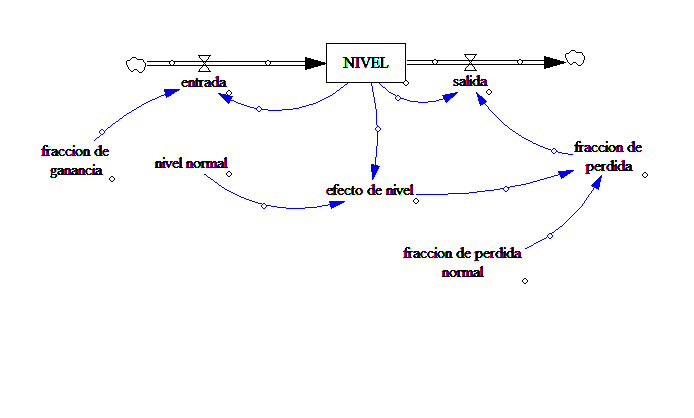 NIVEL
entrada
salida
fraccion de
ganancia
nivel normal
fraccion de
perdida
efecto de nivel
fraccion de perdida
normal